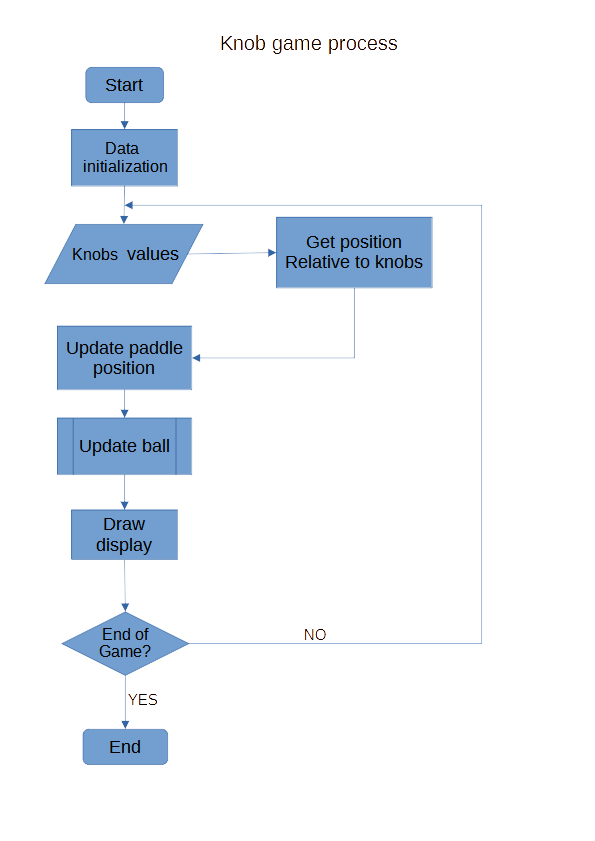 Knob game process
Start
Data
initialization
Knobs  values
Get position
Relative to knobs
Update paddle
position
Update ball
Draw
display
End of
Game?
NO
YES
End